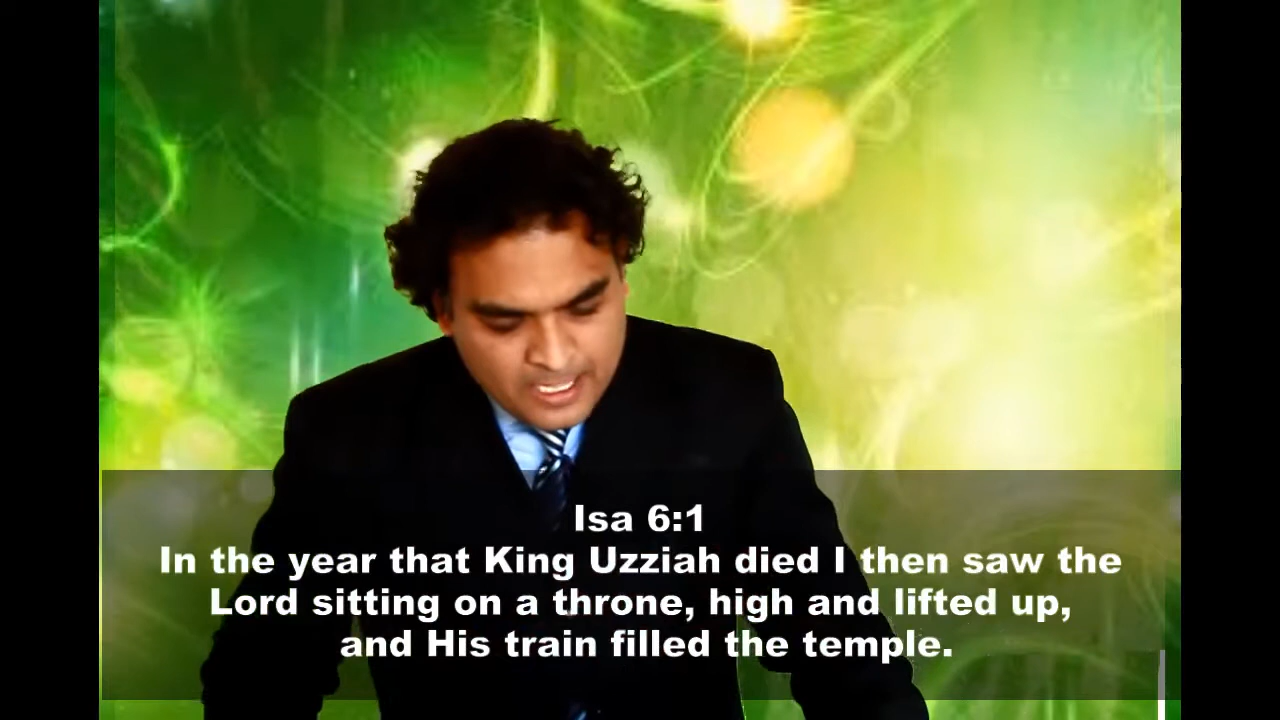 Isa 6:1
In the year that King Uzziah died I then saw the
Lord sitting on a throne, high and lifted up,
and His train filled the temple.